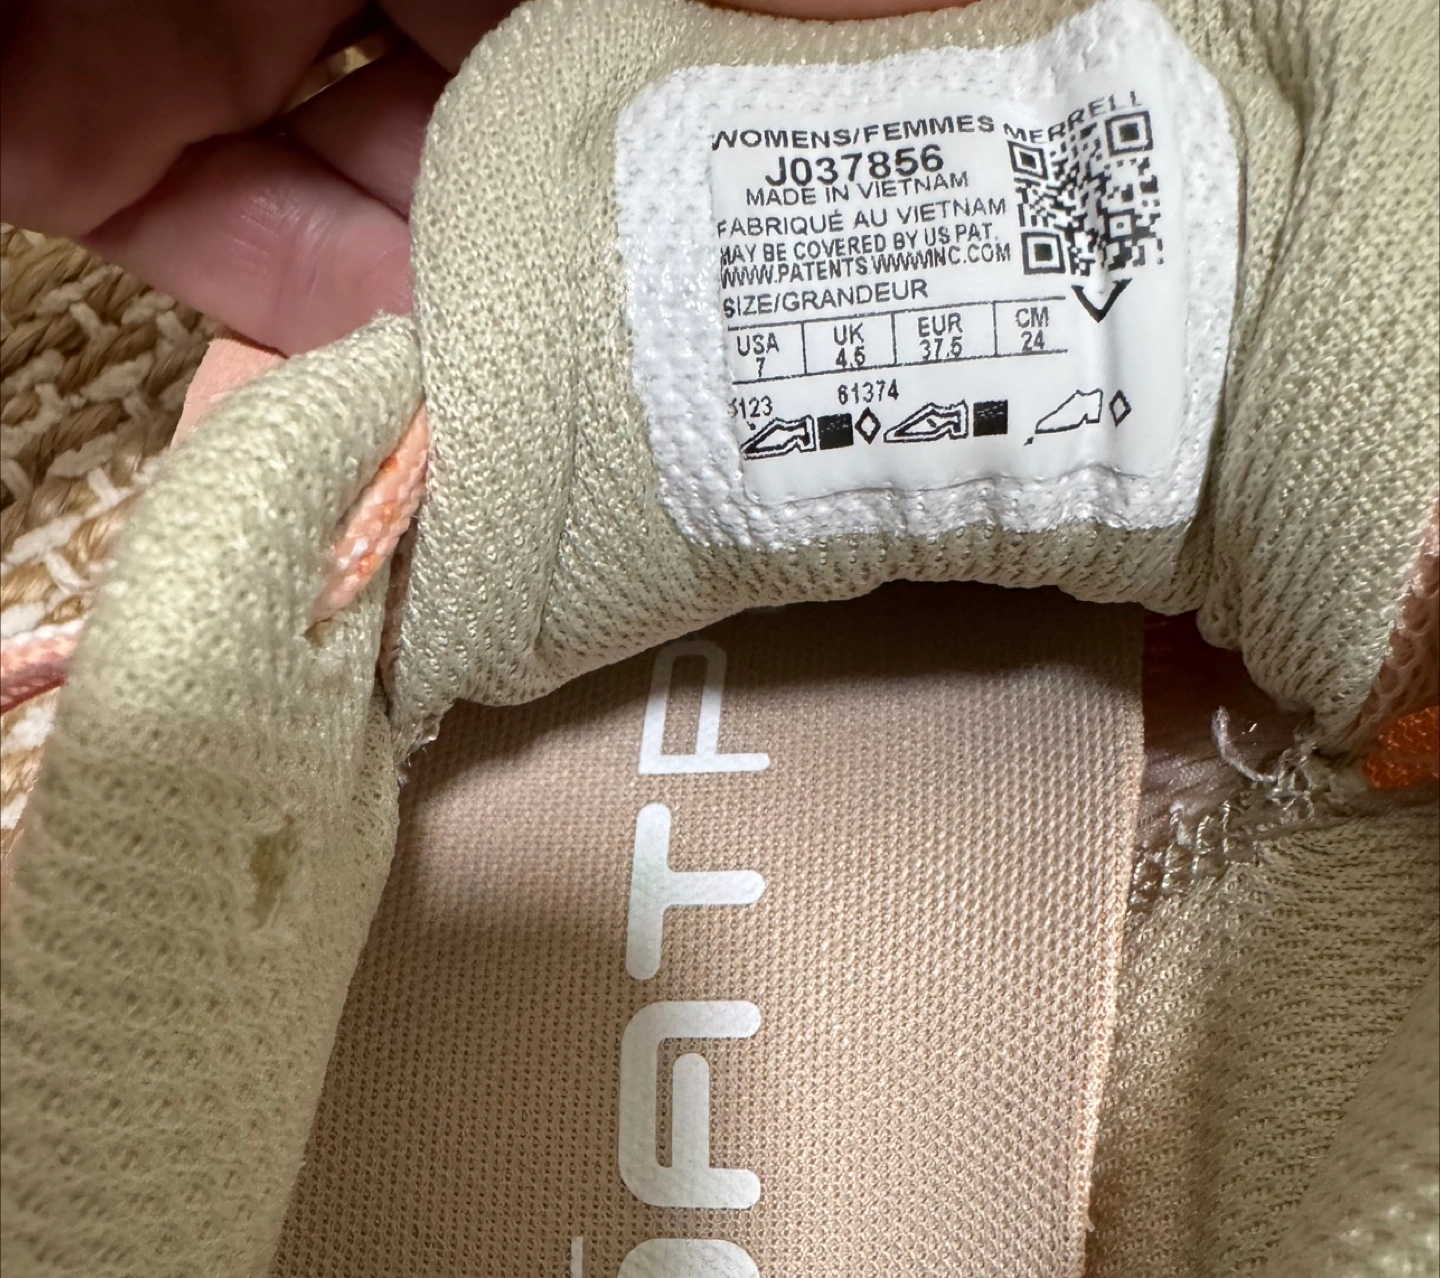 WOMENS/FEMMES
MERRELL
J037856
MADE IN VIETNAM
FABRIQUÉ AU VIETNAM
MAY BE COVERED BY US PAT.
WWW.PATENTS.WWWINC.COM
SIZE/GRANDEUR
USA UK EUR CM
7 4.5 37.5 24
61374